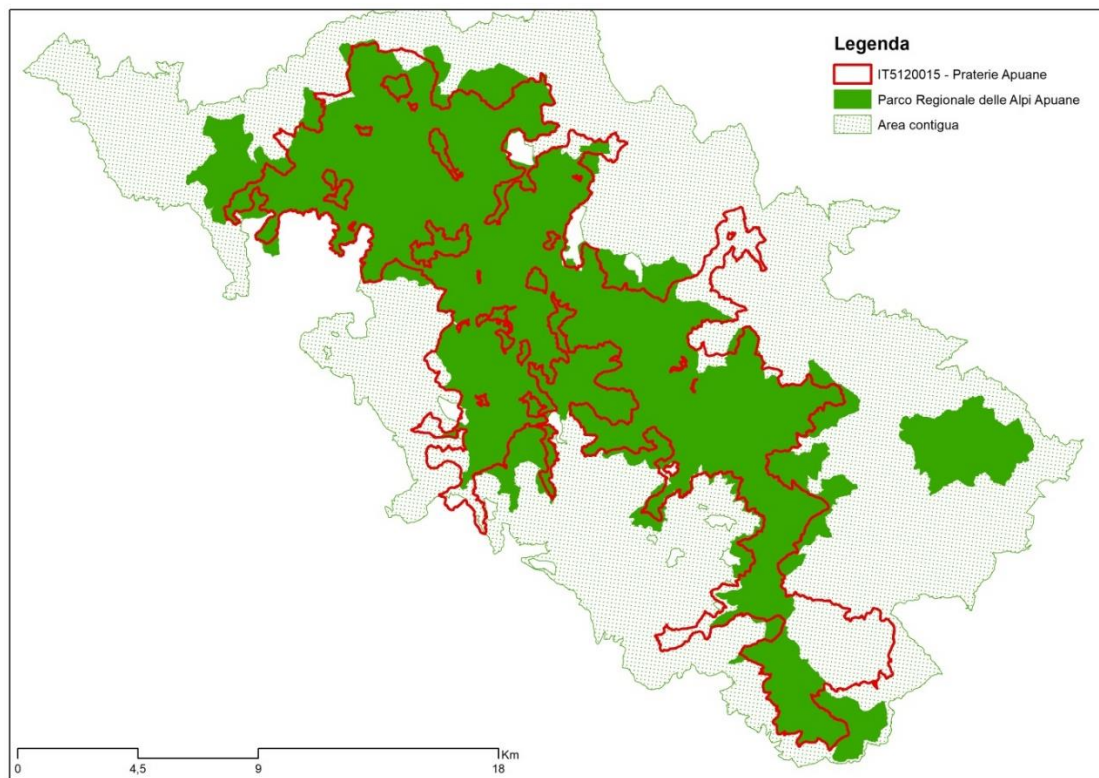 Legenda
IT5120015 - Praterie Apuane
Parco Regionale delle Alpi Apuane
Area contigua
Km
0 4,5 9 18